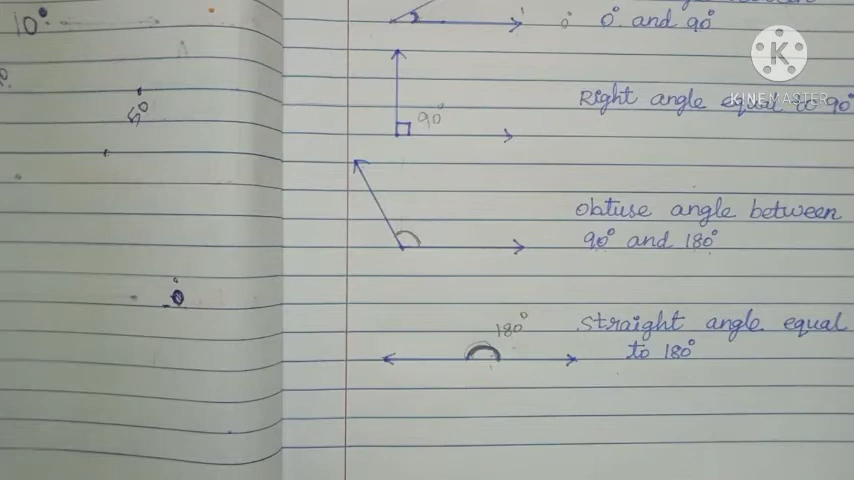 10°
5°
0° and 90°
K
KINEMASTER
Right angle equal to 90°
90°
Obtuse angle between
90° and 180°
180°
straight angle equal
to 180°